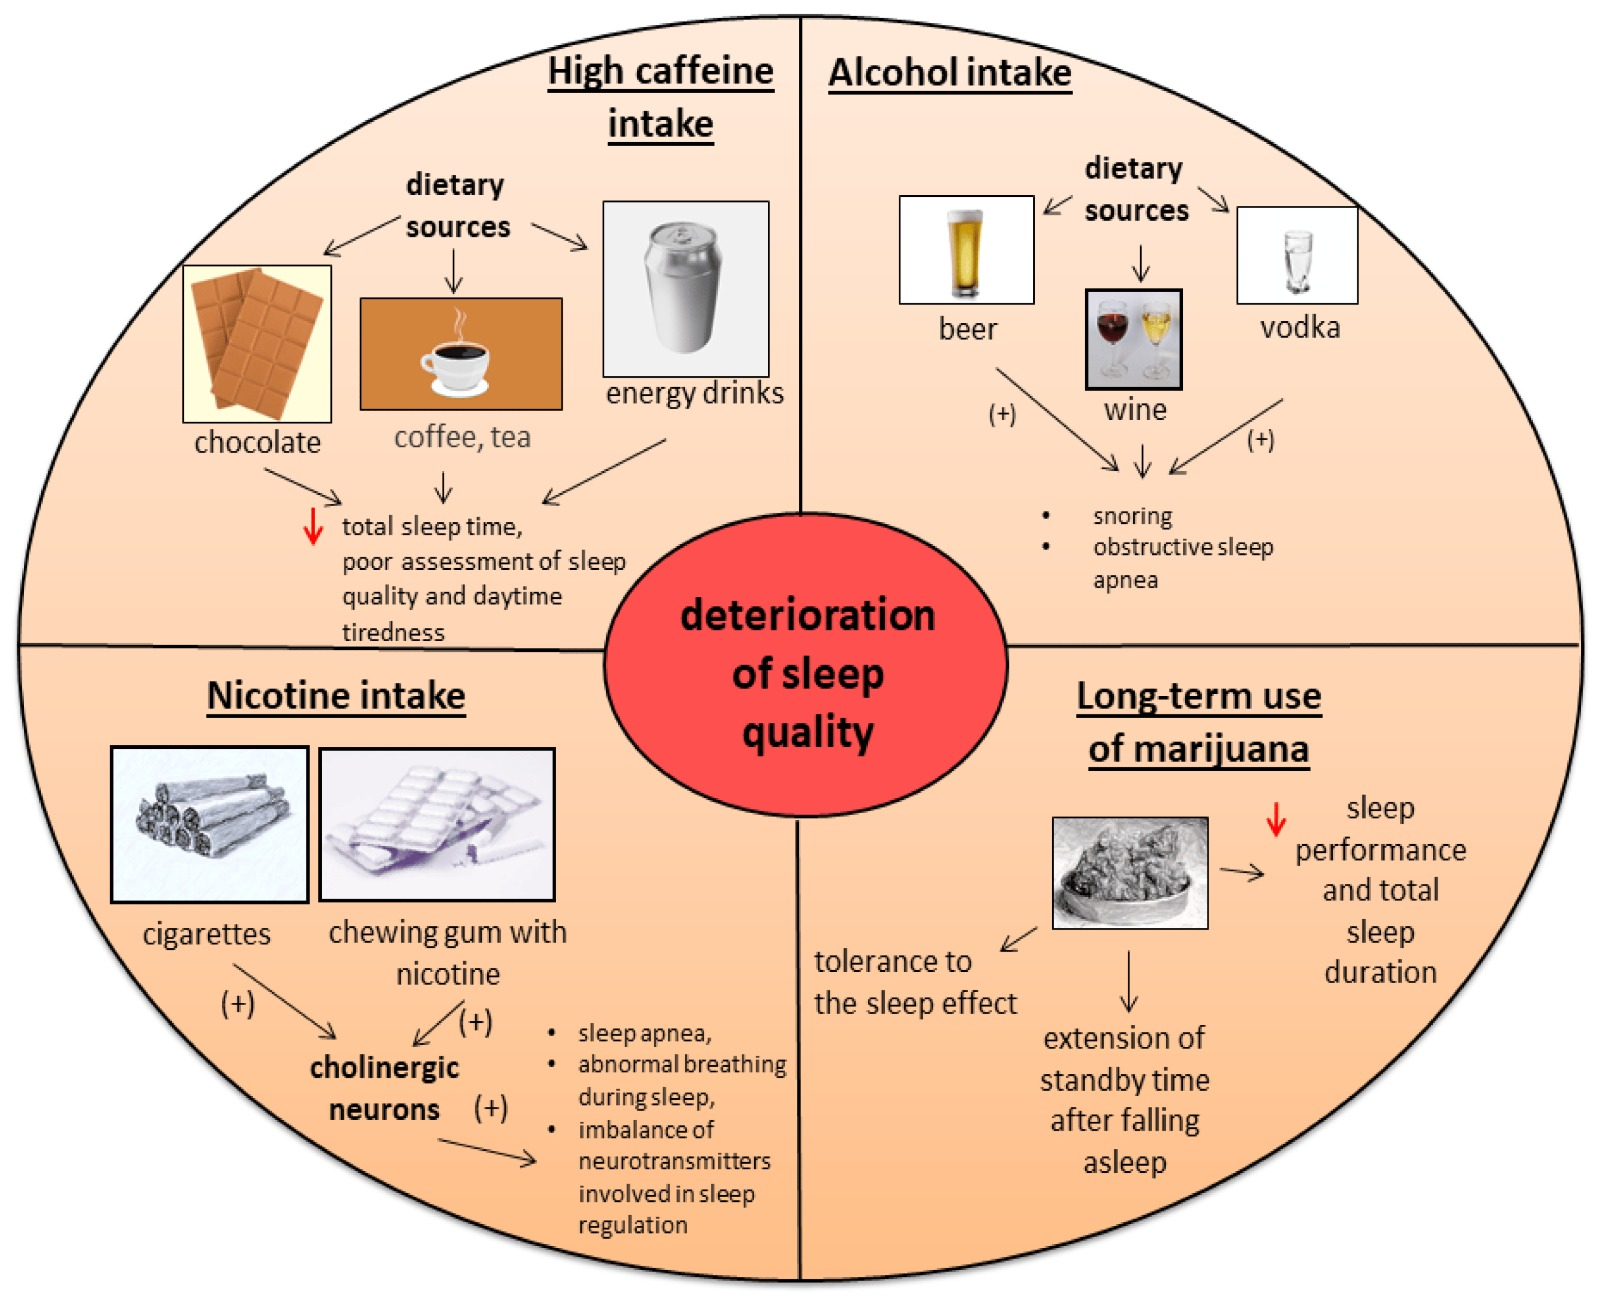 High caffeine
intake
dietary
sources
chocolate
coffee, tea
energy drinks
↓ total sleep time,
poor assessment of sleep
quality and daytime
tiredness
Alcohol intake
dietary
sources
beer
wine
vodka
(+)
(+)
• snoring
• obstructive sleep
apnea
deterioration
of sleep
quality
Nicotine intake
cigarettes
chewing gum with
nicotine
(+)
(+)
cholinergic
neurons
(+)
• sleep apnea,
• abnormal breathing
during sleep,
• imbalance of
neurotransmitters
involved in sleep
regulation
Long-term use
of marijuana
↓ sleep
performance
and total
sleep
duration
tolerance to
the sleep effect
extension of
standby time
after falling
asleep